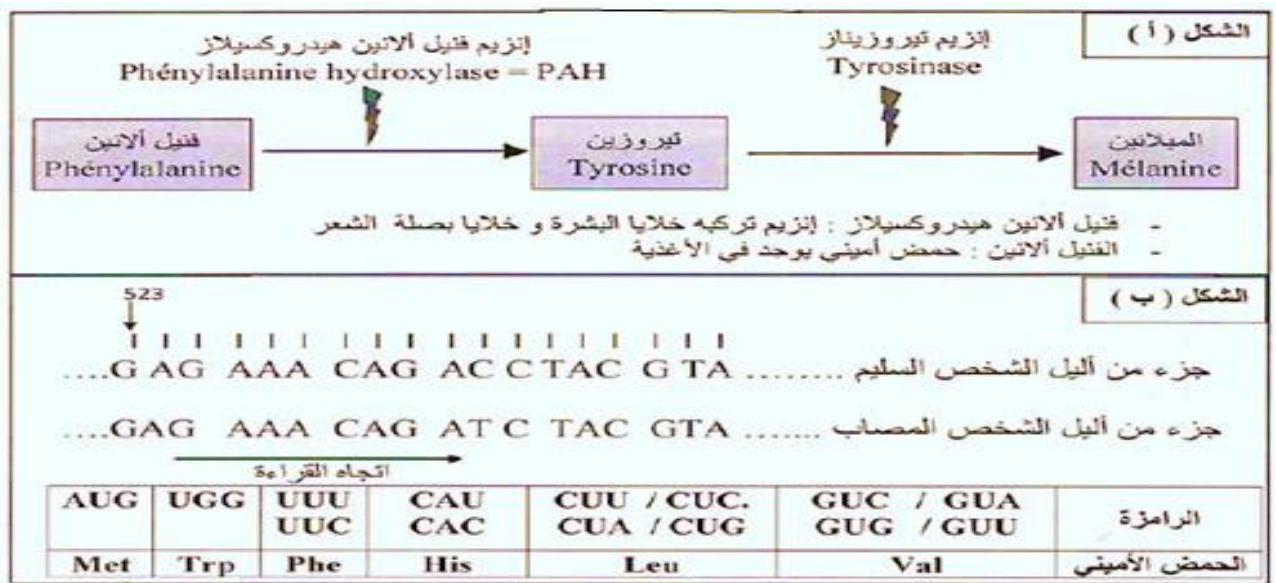 الشكل ( أ )
إنزيم فنيل ألانين هيدروكسيلاز
Phénylalanine hydroxylase = PAH
إنزيم تيروزيناز
Tyrosinase
فنيل ألانين
Phénylalanine
تيروزين
Tyrosine
الميلانين
Mélanine
- فنيل ألانين هيدروكسيلاز : إنزيم تركبه خلايا البشرة و خلايا بصلة الشعر
- الفنيل ألانين : حمض أميني يوجد في الأغذية
الشكل ( ب )
523
....G AG AAA CAG AC C TAC G TA ........ جزء من أليل الشخص السليم
....GAG AAA CAG AT C TAC GTA ....... جزء من أليل الشخص المصاب
اتجاه القراءة
AUG UGG UUU CAU CUU / CUC. GUC / GUA الرامزة
UUC CAC CUA / CUG GUG / GUU
Met Trp Phe His Leu Val الحمض الأميني